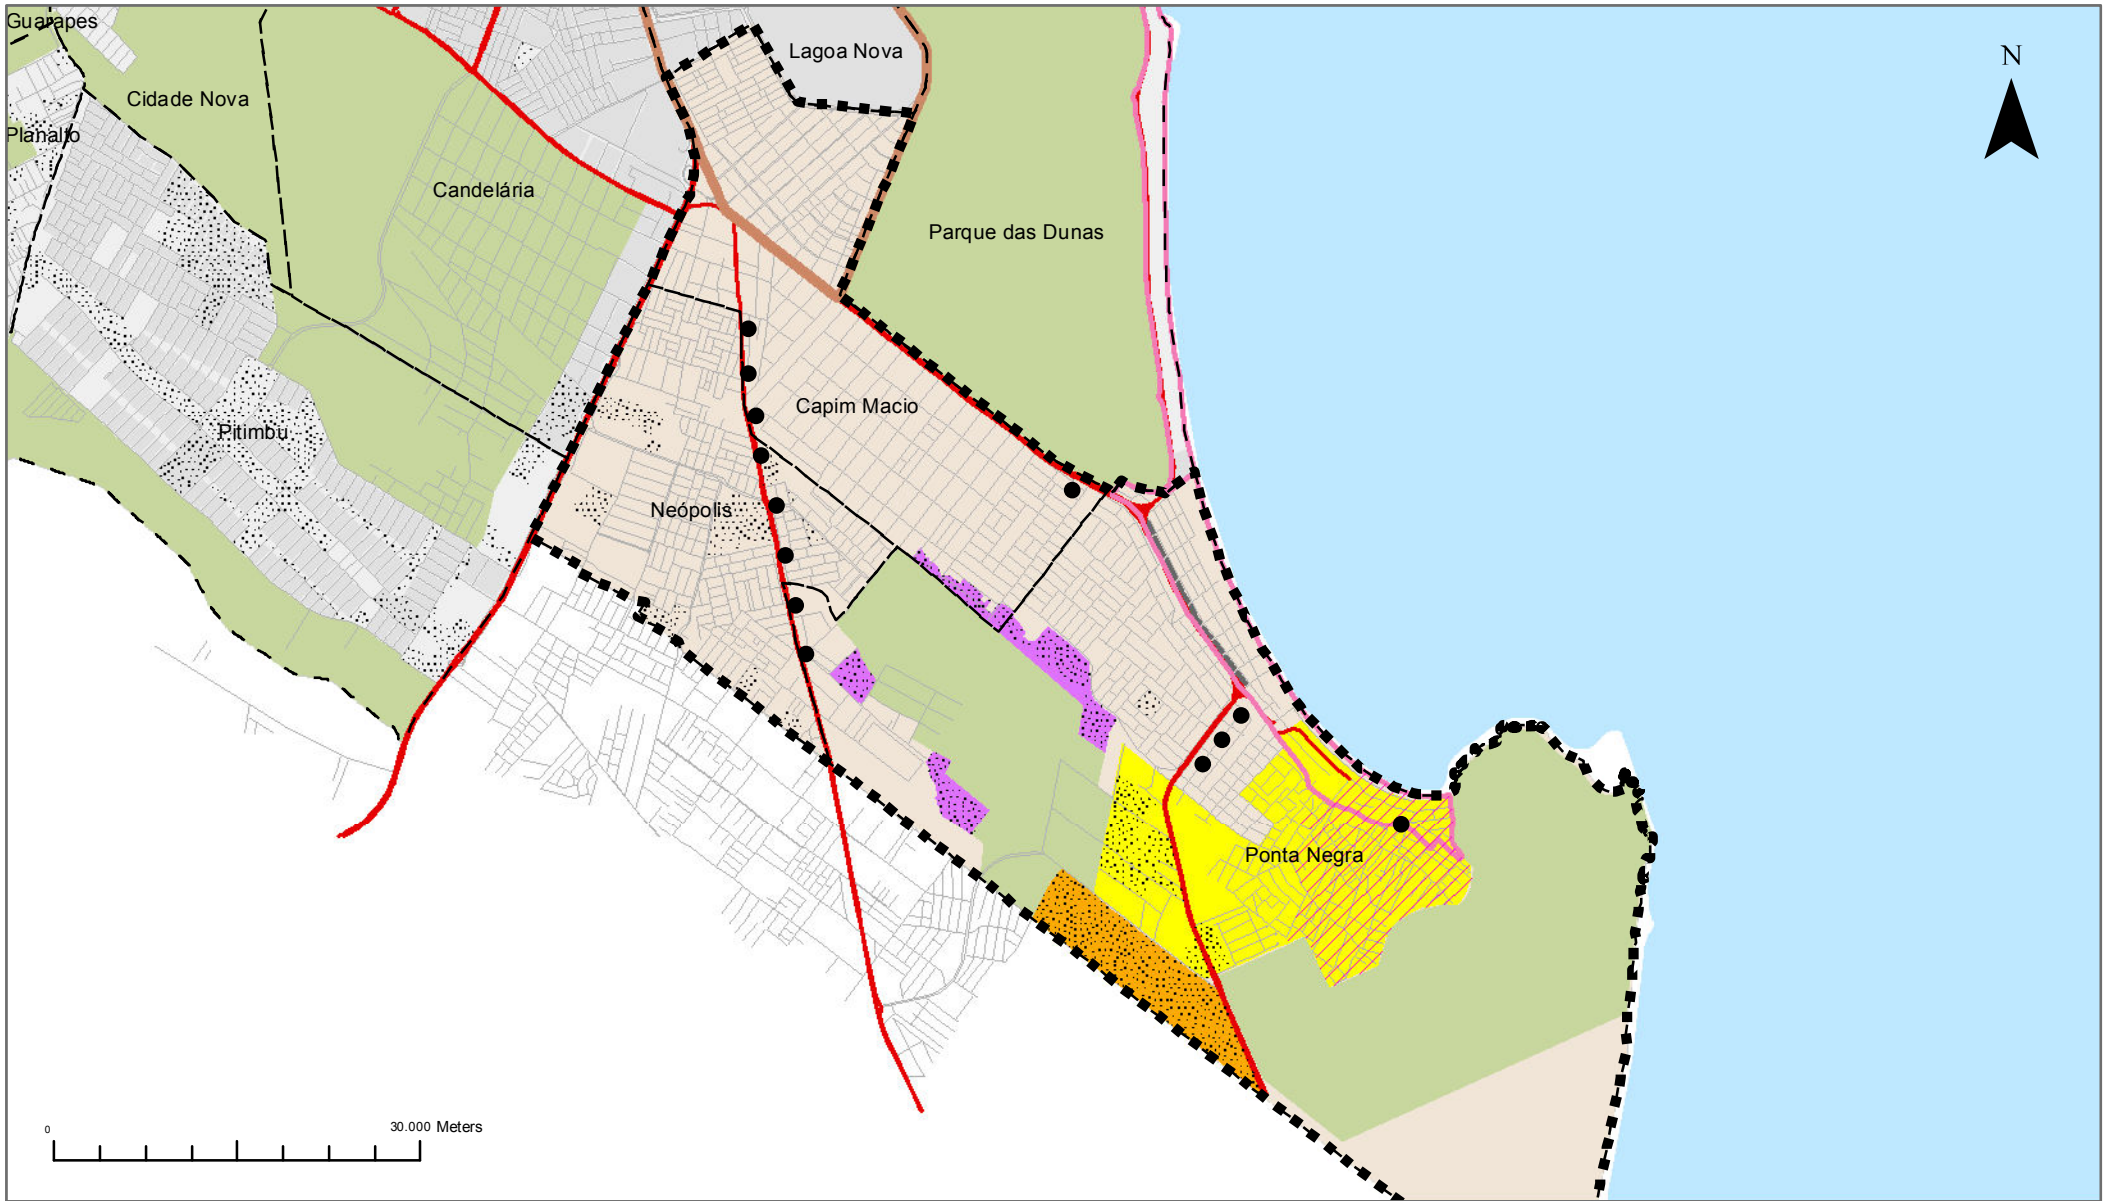 Guarapes
Lagoa Nova
N
Cidade Nova
Planalto
Candelária
Parque das Dunas
Capim Macio
Pitimbu
Neópolis
Ponta Negra
0
30.000 Meters